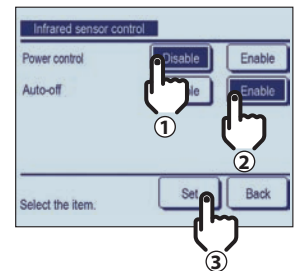 Infrared sensor control
Power control Disable Enable
Auto-off Enable
①
②
Select the item. Set Back
③